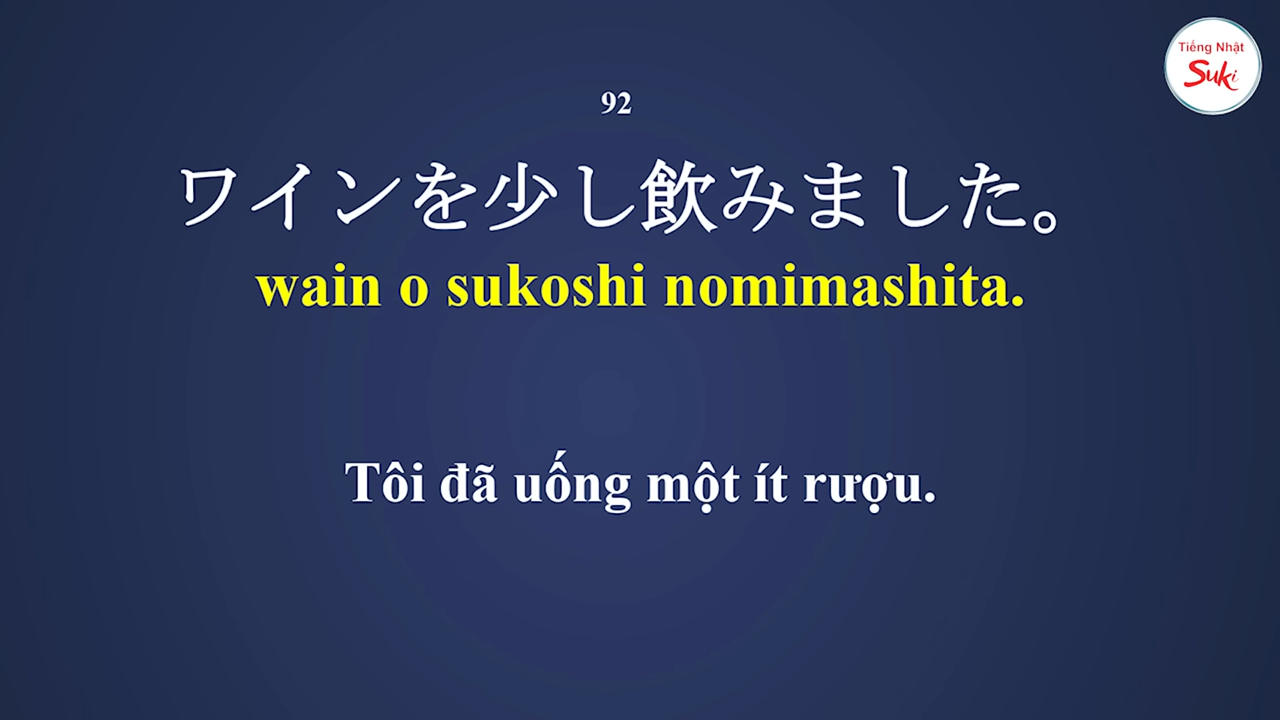 Tiếng Nhật
Suki
92
ワインを少し飲みました。
wain o sukoshi nomimashita.
Tôi đã uống một ít rượu.